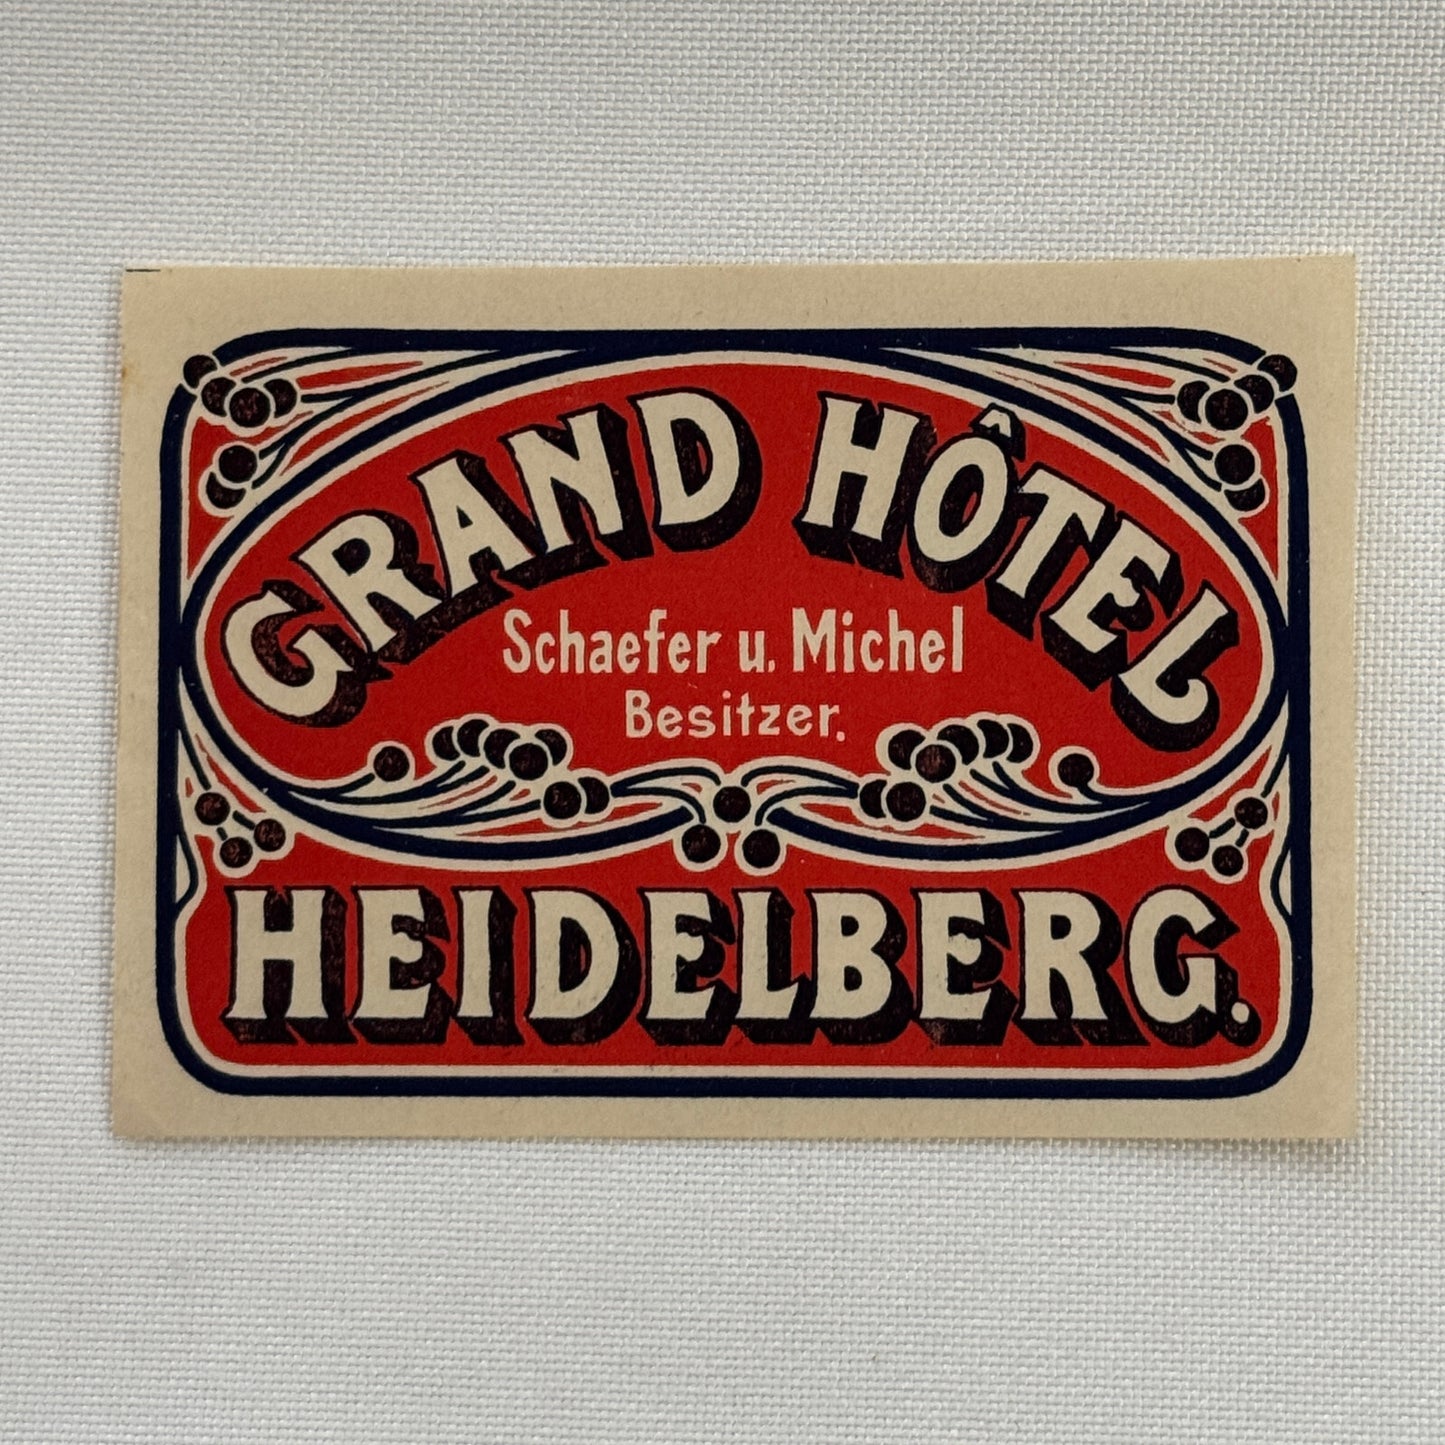 GRAND HÔTEL
Schaefer u. Michel
Besitzer.
HEIDELBERG.